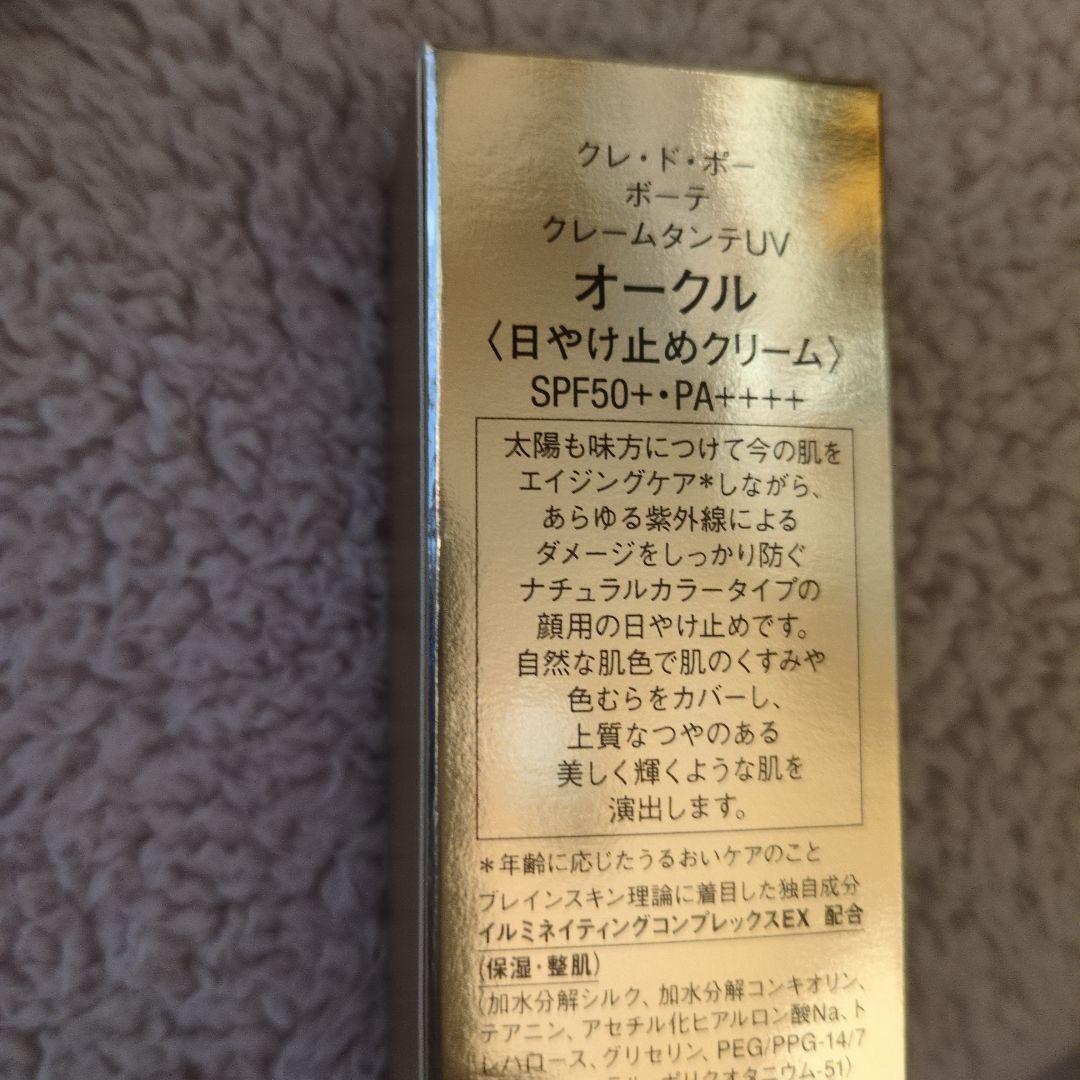 クレ・ド・ポー
ボーテ
クレームタンテUV
オークル
〈日やけ止めクリーム〉
SPF50+・PA++++
太陽も味方につけて今の肌を
エイジングケア*しながら、
あらゆる紫外線による
ダメージをしっかり防ぐ
ナチュラルカラータイプの
顔用の日やけ止めです。
自然な肌色で肌のくすみや
色むらをカバーし、
上質なつやのある
美しく輝くような肌を
演出します。
*年齢に応じたうるおいケアのこと
ブレインスキン理論に着目した独自成分
イルミネイティングコンプレックスEX 配合
(保湿・整肌)
(加水分解シルク、加水分解コンキオリン、
テアニン、アセチル化ヒアルロン酸Na、ト
レハロース、グリセリン、PEG/PPG-14/7
ポリクオタニウム-51)